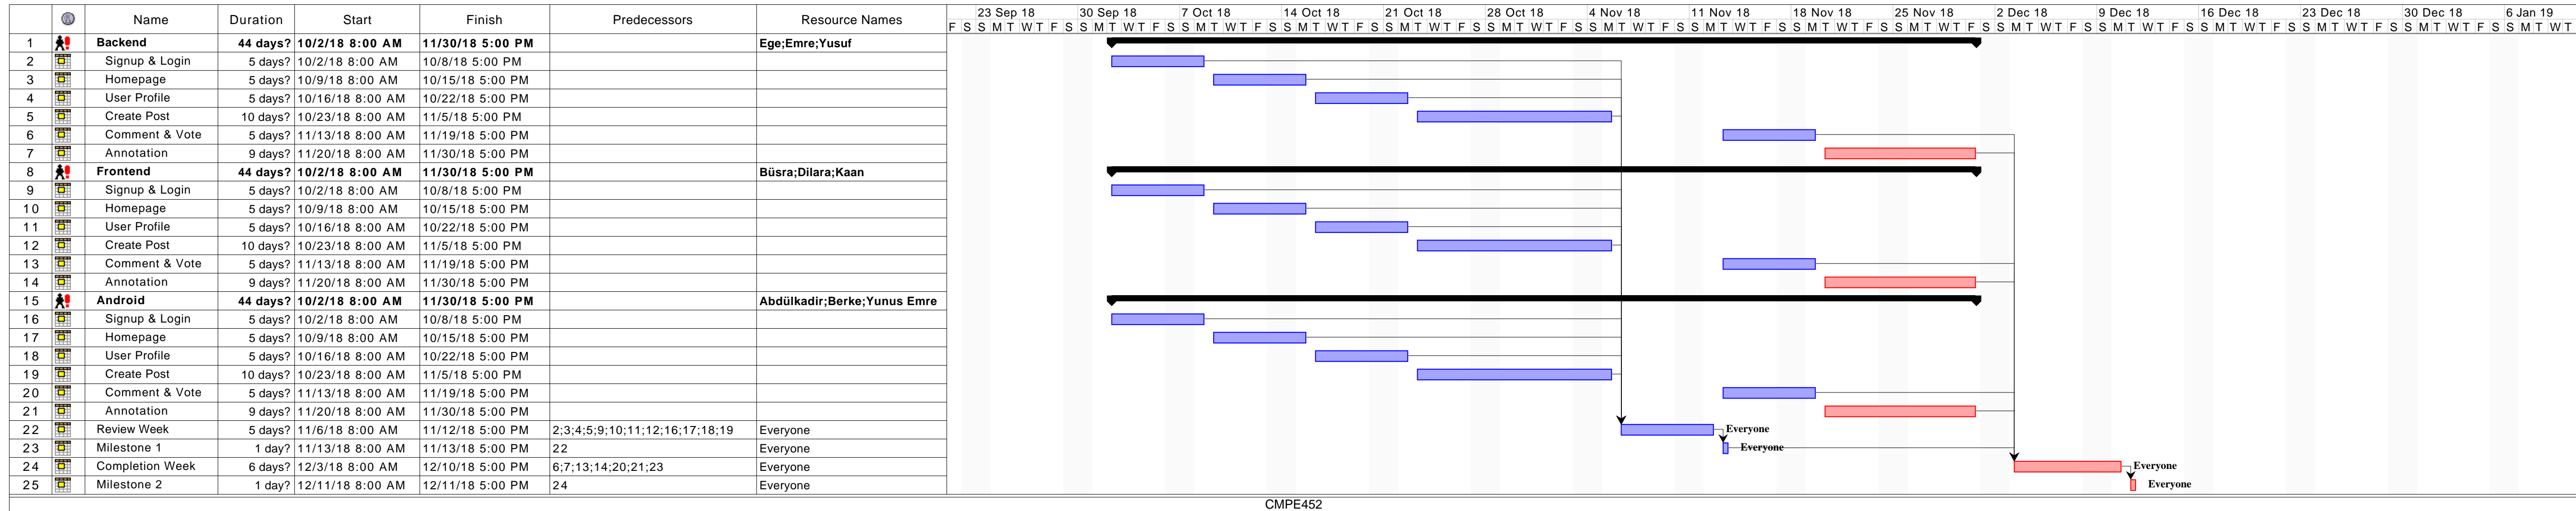 Name Duration Start Finish Predecessors Resource Names
23 Sep 18 30 Sep 18 7 Oct 18 14 Oct 18 21 Oct 18 28 Oct 18 4 Nov 18 11 Nov 18 18 Nov 18 25 Nov 18 2 Dec 18 9 Dec 18 16 Dec 18 23 Dec 18 30 Dec 18 6 Jan 19
F S S M T W T F S S M T W T F S S M T W T F S S M T W T F S S M T W T F S S M T W T F S S M T W T F S S M T W T F S S M T W T F S S M T W T F S S M T W T F S S M T W T F S S M T W T F S S M T W T F S S M T W T F S S M T W T
1 Backend 44 days? 10/2/18 8:00 AM 11/30/18 5:00 PM Ege;Emre;Yusuf
2 Signup & Login 5 days? 10/2/18 8:00 AM 10/8/18 5:00 PM
3 Homepage 5 days? 10/9/18 8:00 AM 10/15/18 5:00 PM
4 User Profile 5 days? 10/16/18 8:00 AM 10/22/18 5:00 PM
5 Create Post 10 days? 10/23/18 8:00 AM 11/5/18 5:00 PM
6 Comment & Vote 5 days? 11/13/18 8:00 AM 11/19/18 5:00 PM
7 Annotation 9 days? 11/20/18 8:00 AM 11/30/18 5:00 PM
8 Frontend 44 days? 10/2/18 8:00 AM 11/30/18 5:00 PM Büsra;Dilara;Kaan
9 Signup & Login 5 days? 10/2/18 8:00 AM 10/8/18 5:00 PM
10 Homepage 5 days? 10/9/18 8:00 AM 10/15/18 5:00 PM
11 User Profile 5 days? 10/16/18 8:00 AM 10/22/18 5:00 PM
12 Create Post 10 days? 10/23/18 8:00 AM 11/5/18 5:00 PM
13 Comment & Vote 5 days? 11/13/18 8:00 AM 11/19/18 5:00 PM
14 Annotation 9 days? 11/20/18 8:00 AM 11/30/18 5:00 PM
15 Android 44 days? 10/2/18 8:00 AM 11/30/18 5:00 PM Abdülkadir;Berke;Yunus Emre
16 Signup & Login 5 days? 10/2/18 8:00 AM 10/8/18 5:00 PM
17 Homepage 5 days? 10/9/18 8:00 AM 10/15/18 5:00 PM
18 User Profile 5 days? 10/16/18 8:00 AM 10/22/18 5:00 PM
19 Create Post 10 days? 10/23/18 8:00 AM 11/5/18 5:00 PM
20 Comment & Vote 5 days? 11/13/18 8:00 AM 11/19/18 5:00 PM
21 Annotation 9 days? 11/20/18 8:00 AM 11/30/18 5:00 PM
22 Review Week 5 days? 11/6/18 8:00 AM 11/12/18 5:00 PM 2;3;4;5;9;10;11;12;16;17;18;19 Everyone Everyone
23 Milestone 1 1 day? 11/13/18 8:00 AM 11/13/18 5:00 PM 22 Everyone Everyone
24 Completion Week 6 days? 12/3/18 8:00 AM 12/10/18 5:00 PM 6;7;13;14;20;21;23 Everyone Everyone
25 Milestone 2 1 day? 12/11/18 8:00 AM 12/11/18 5:00 PM 24 Everyone Everyone
CMPE452